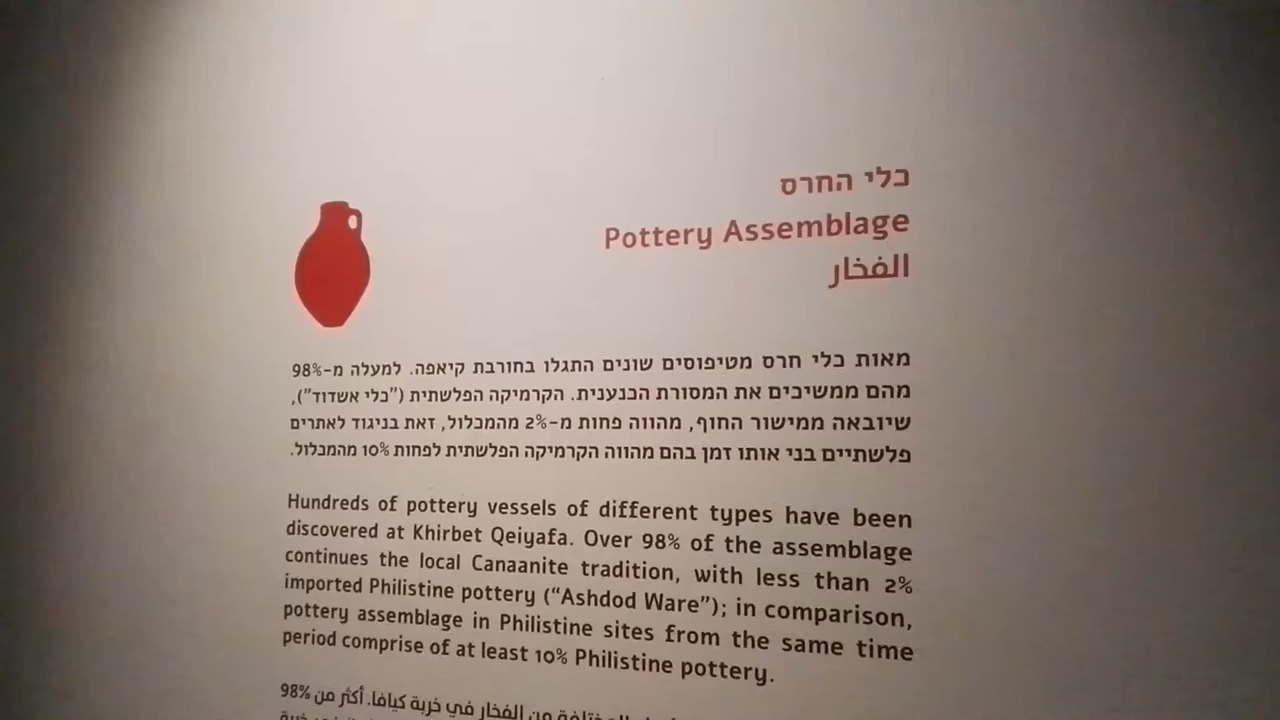 כלי החרס
Pottery Assemblage
الفخار
מאות כלי חרס מטיפוסים שונים התגלו בחורבת קיאפה. למעלה מ-98%
מהם ממשיכים את המסורת הכנענית. הקרמיקה הפלשתית ("כלי אשדוד"),
שיובאה ממישור החוף, מהווה פחות מ-2% מהמכלול, זאת בניגוד לאתרים
פלשתיים בני אותו זמן בהם מהווה הקרמיקה הפלשתית לפחות 10% מהמכלול.
Hundreds of pottery vessels of different types have been
discovered at Khirbet Qeiyafa. Over 98% of the assemblage
continues the local Canaanite tradition, with less than 2%
imported Philistine pottery (“Ashdod Ware”); in comparison,
pottery assemblage in Philistine sites from the same time
period comprise of at least 10% Philistine pottery.
المختلفة من الفخار في خربة كيافا. أكثر من 98%